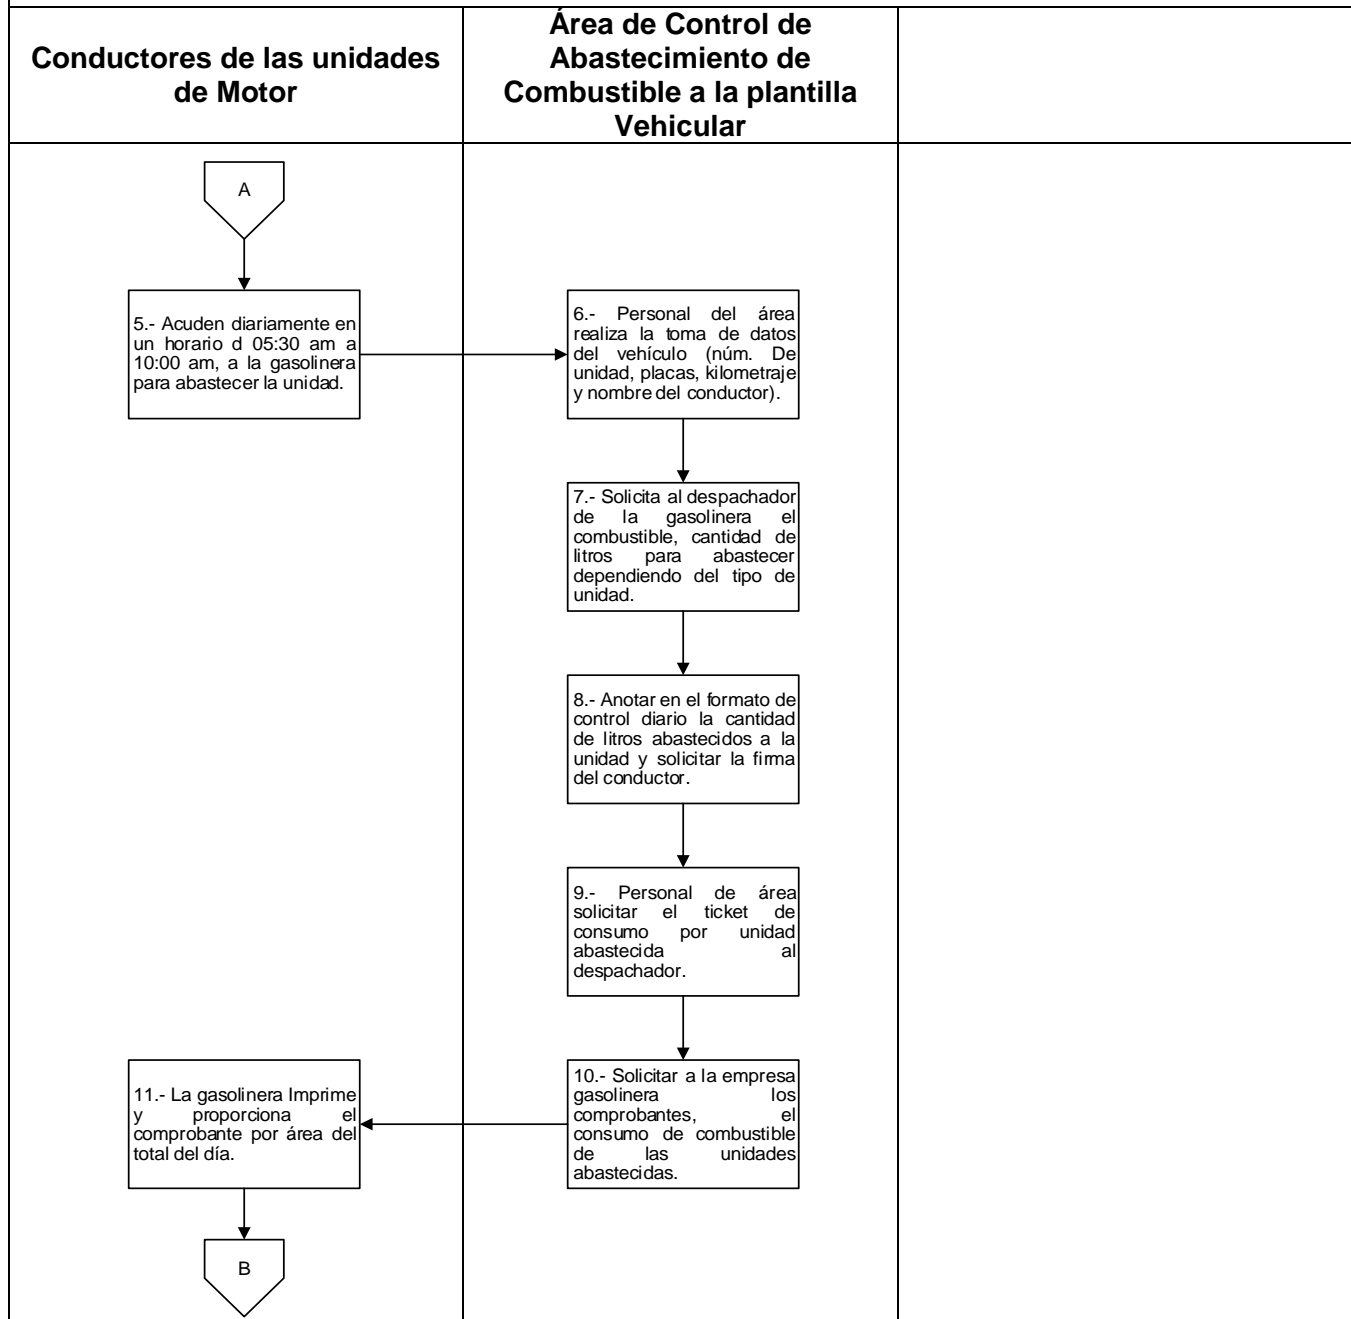 Conductores de las unidades
de Motor
Área de Control de
Abastecimiento de
Combustible a la plantilla
Vehicular
A
5.- Acuden diariamente en
un horario d 05:30 am a
10:00 am, a la gasolinera
para abastecer la unidad.
6.- Personal del área
realiza la toma de datos
del vehículo (núm. De
unidad, placas, kilometraje
y nombre del conductor).
7.- Solicita al despachador
de la gasolinera el
combustible, cantidad de
litros para abastecer
dependiendo del tipo de
unidad.
8.- Anotar en el formato de
control diario la cantidad
de litros abastecidos a la
unidad y solicitar la firma
del conductor.
9.- Personal de área
solicitar el ticket de
consumo por unidad
abastecida al
despachador.
10.- Solicitar a la empresa
gasolinera los
comprobantes, el
consumo de combustible
de las unidades
abastecidas.
11.- La gasolinera Imprime
y proporciona el
comprobante por área del
total del día.
B